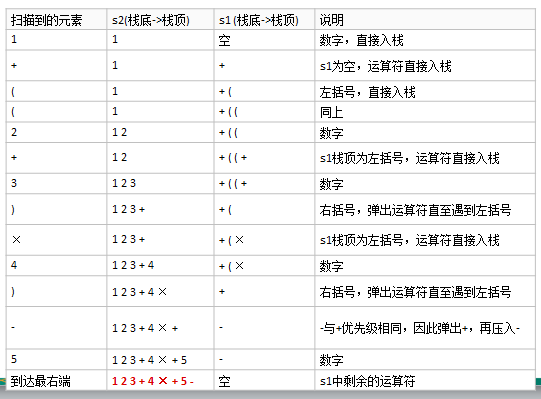 扫描到的元素 s2(栈底->栈顶) s1 (栈底->栈顶) 说明
1 1 空 数字，直接入栈
+ 1 + s1为空，运算符直接入栈
( 1 + ( 左括号，直接入栈
( 1 + ( ( 同上
2 1 2 + ( ( 数字
+ 1 2 + ( ( + s1栈顶为左括号，运算符直接入栈
3 1 2 3 + ( ( + 数字
) 1 2 3 + + ( 右括号，弹出运算符直至遇到左括号
× 1 2 3 + + ( × s1栈顶为左括号，运算符直接入栈
4 1 2 3 + 4 + ( × 数字
) 1 2 3 + 4 × + 右括号，弹出运算符直至遇到左括号
- 1 2 3 + 4 × + - -与+优先级相同，因此弹出+，再压入-
5 1 2 3 + 4 × + 5 - 数字
到达最右端 1 2 3 + 4 × + 5 - 空 s1中剩余的运算符